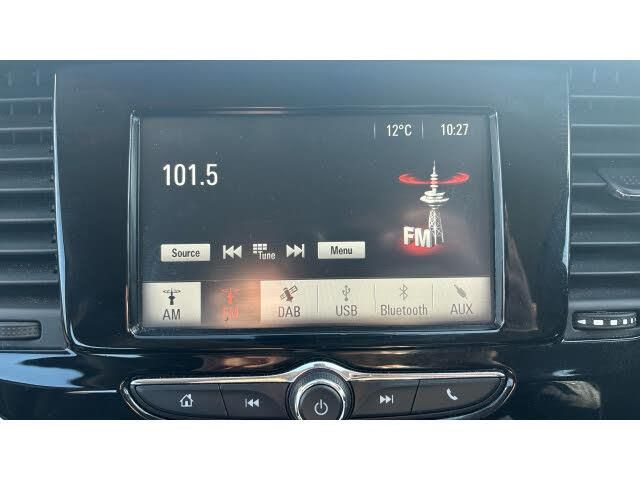 12°C 10:27
101.5
FM
Source Tune Menu
AM FM DAB USB Bluetooth AUX